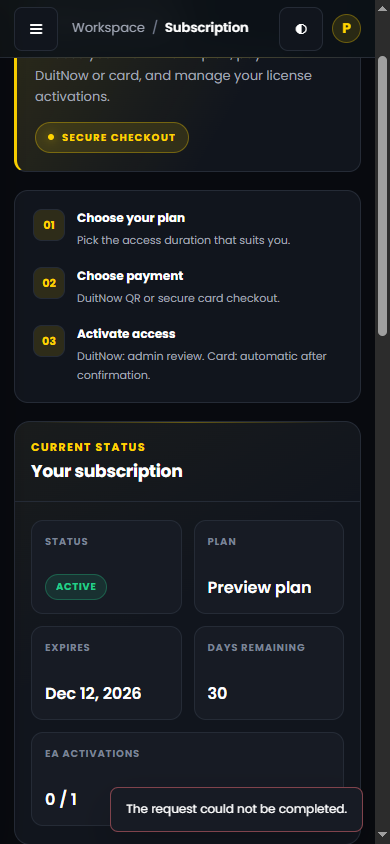 Workspace / Subscription
P
DuitNow or card, and manage your license
activations.
SECURE CHECKOUT
01
Choose your plan
Pick the access duration that suits you.
02
Choose payment
DuitNow QR or secure card checkout.
03
Activate access
DuitNow: admin review. Card: automatic after
confirmation.
CURRENT STATUS
Your subscription
STATUS
ACTIVE
PLAN
Preview plan
EXPIRES
Dec 12, 2026
DAYS REMAINING
30
EA ACTIVATIONS
0 / 1
The request could not be completed.